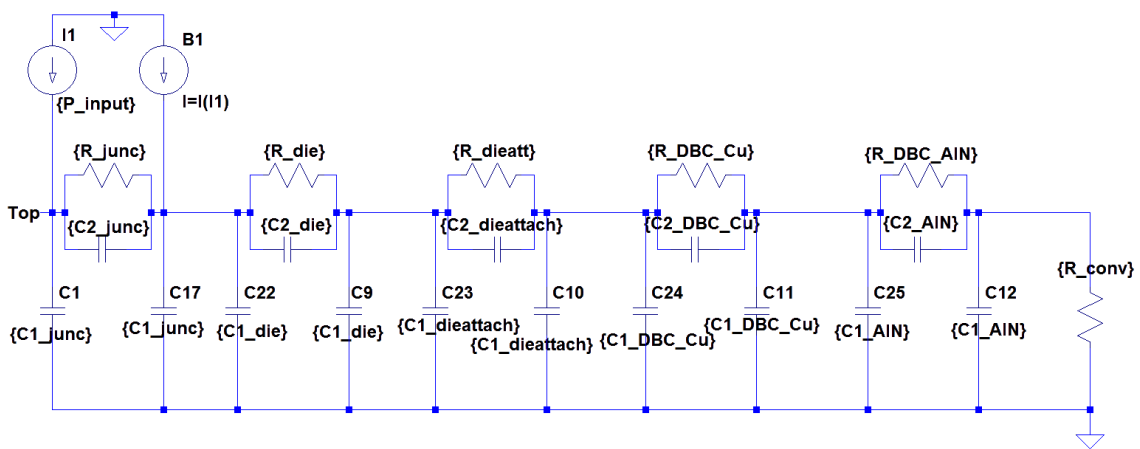 I1
B1
{P_input}
I=I(I1)
{R_junc}
{R_die}
{R_dieatt}
{R_DBC_Cu}
{R_DBC_AlN}
Top
{C2_junc}
{C2_die}
{C2_dieattach}
{C2_DBC_Cu}
{C2_AlN}
{R_conv}
C1
C17
C22
C9
C23
C10
C24
C11
C25
C12
{C1_junc}
{C1_junc}
{C1_die}
{C1_die}
{C1_dieattach}
{C1_dieattach}
{C1_DBC_Cu}
{C1_DBC_Cu}
{C1_AlN}
{C1_AlN}